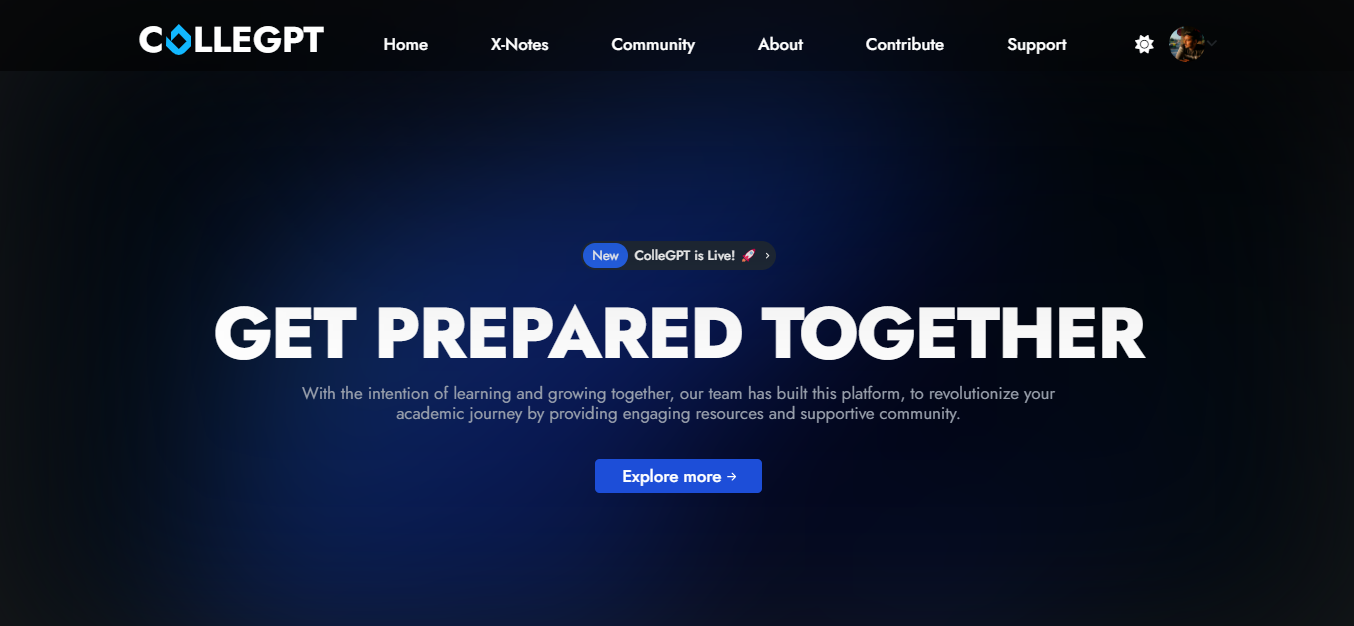 COLLEGPT
Home
X-Notes
Community
About
Contribute
Support
New ColleGPT is Live! 🚀 ›
GET PREPARED TOGETHER
With the intention of learning and growing together, our team has built this platform, to revolutionize your
academic journey by providing engaging resources and supportive community.
Explore more →